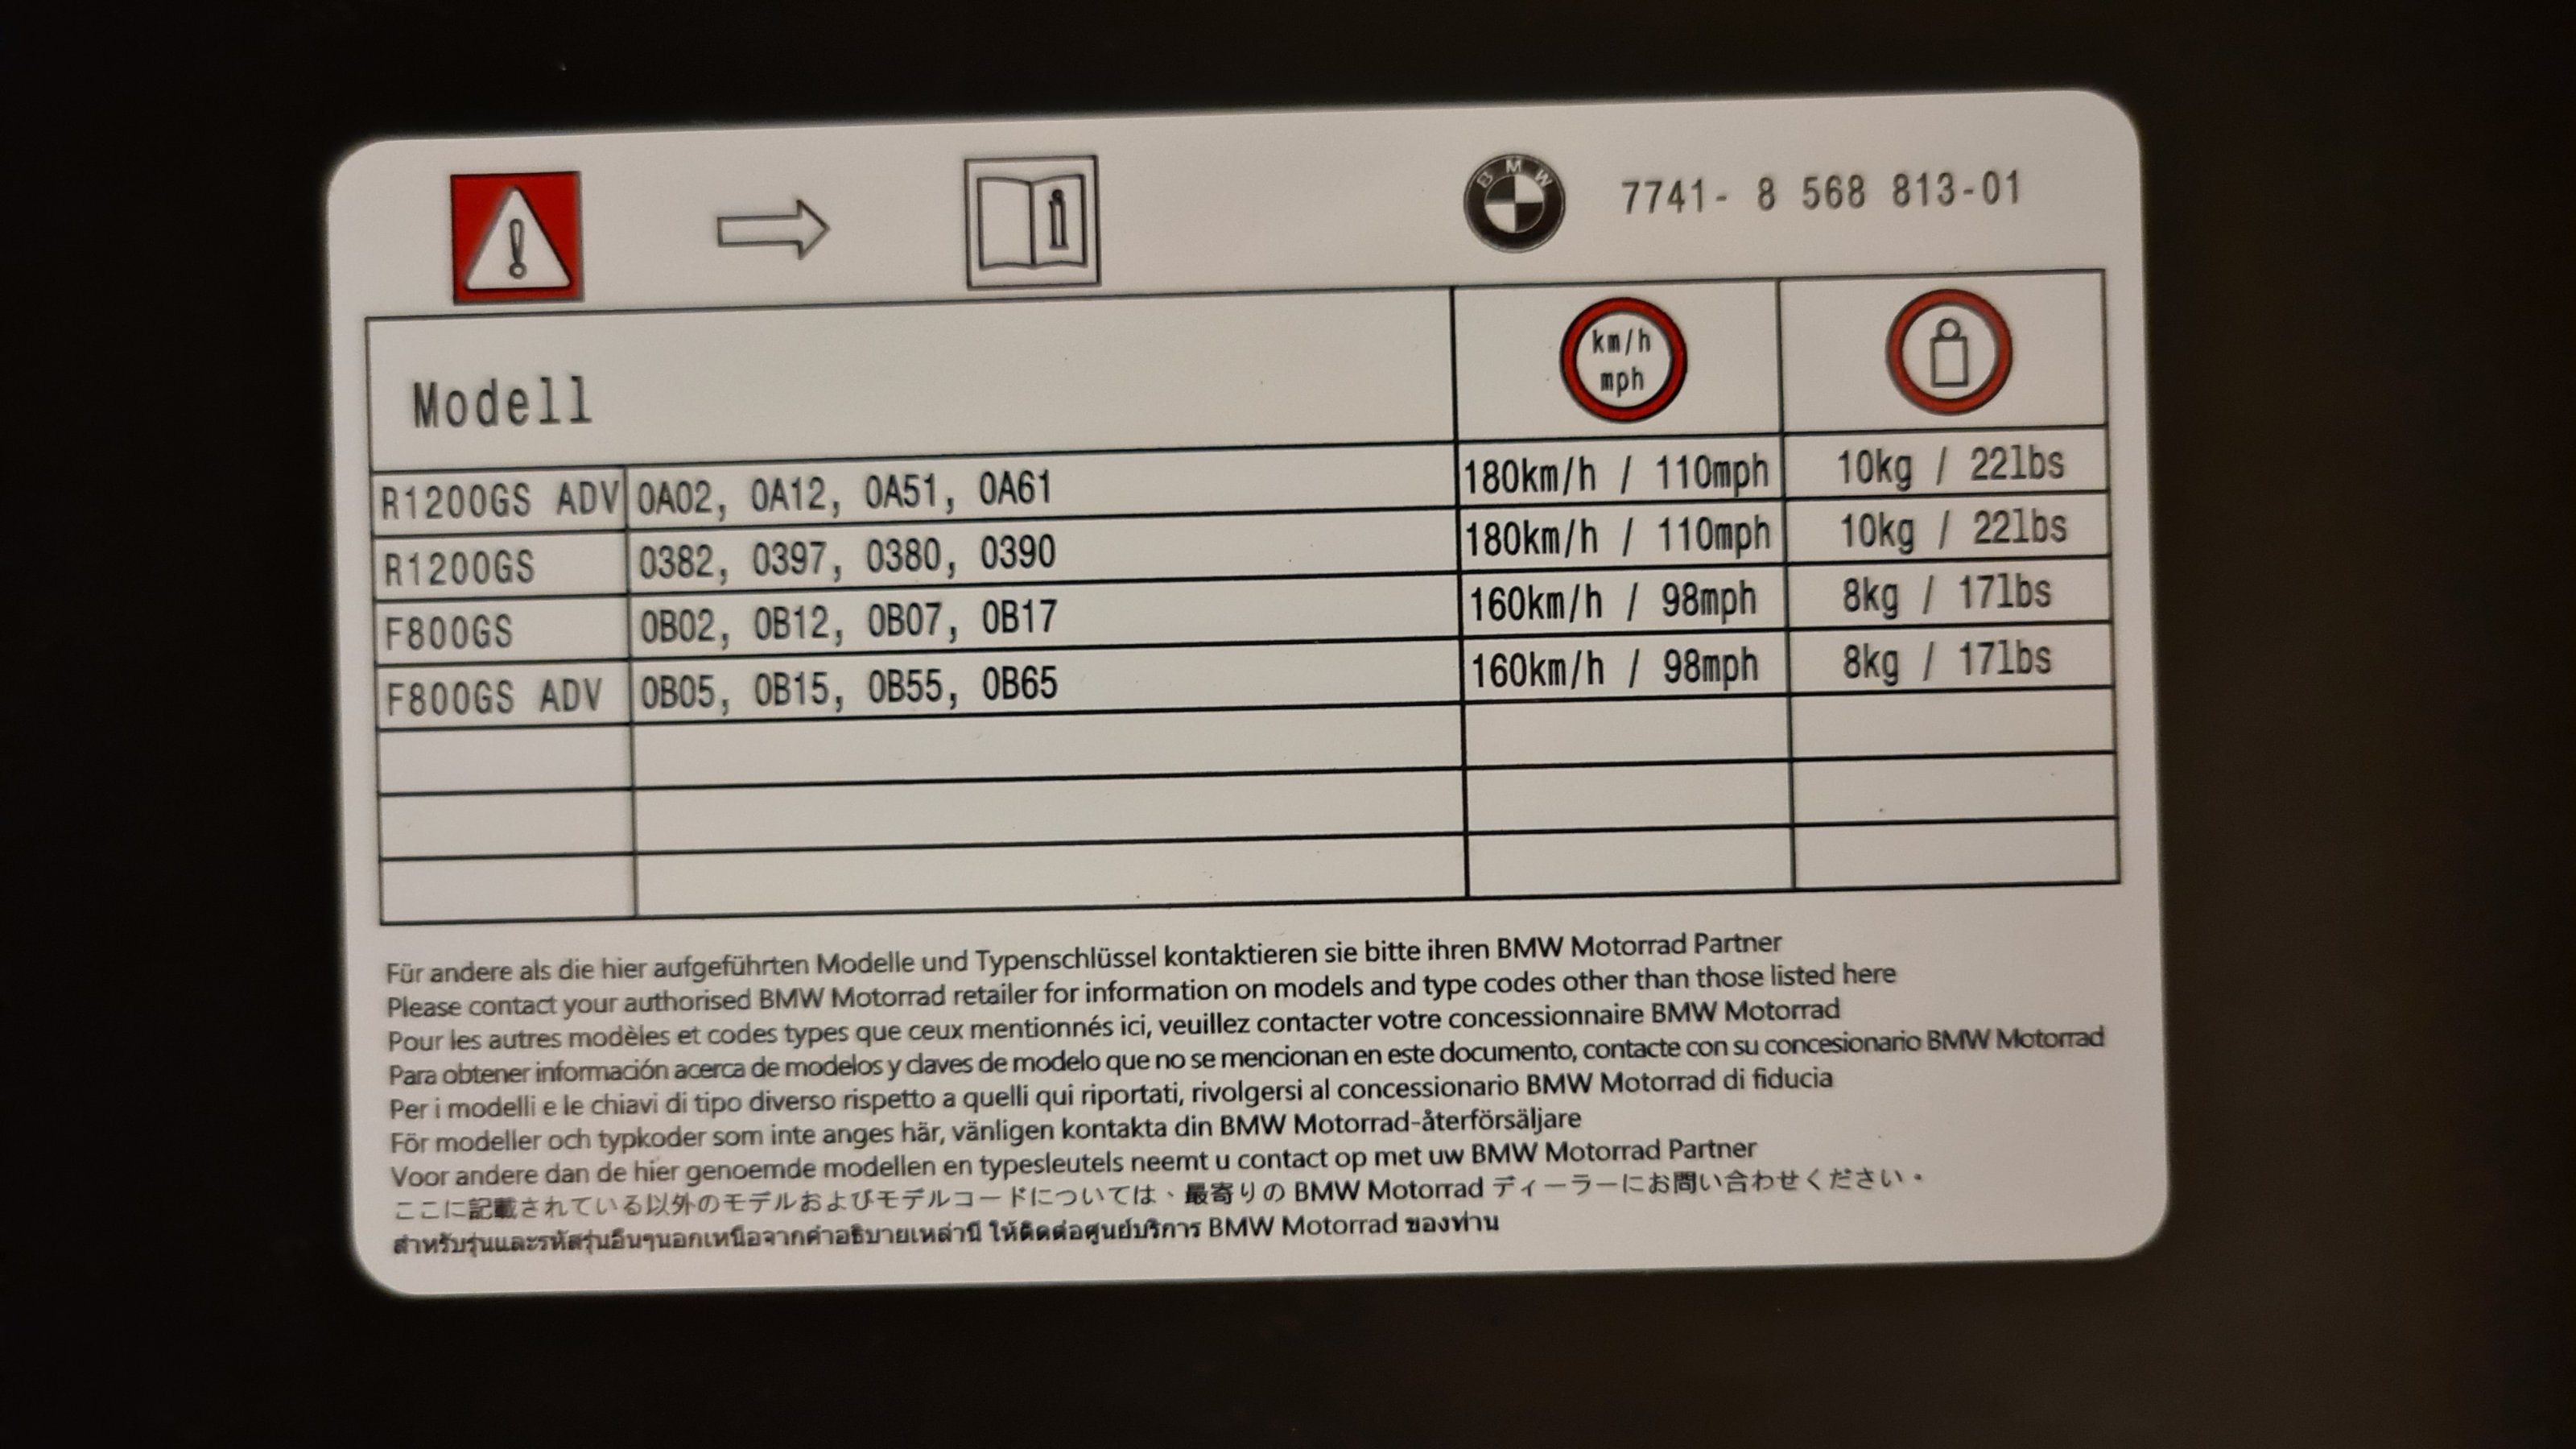 BMW 7741- 8 568 813-01
Modell km/h mph
R1200GS ADV 0A02, 0A12, 0A51, 0A61 180km/h / 110mph 10kg / 22lbs
R1200GS 0382, 0397, 0380, 0390 180km/h / 110mph 10kg / 22lbs
F800GS 0B02, 0B12, 0B07, 0B17 160km/h / 98mph 8kg / 17lbs
F800GS ADV 0B05, 0B15, 0B55, 0B65 160km/h / 98mph 8kg / 17lbs
Für andere als die hier aufgeführten Modelle und Typenschlüssel kontaktieren sie bitte ihren BMW Motorrad Partner
Please contact your authorised BMW Motorrad retailer for information on models and type codes other than those listed here
Pour les autres modèles et codes types que ceux mentionnés ici, veuillez contacter votre concessionnaire BMW Motorrad
Para obtener información acerca de modelos y claves de modelo que no se mencionan en este documento, contacte con su concesionario BMW Motorrad
Per i modelli e le chiavi di tipo diverso rispetto a quelli qui riportati, rivolgersi al concessionario BMW Motorrad di fiducia
För modeller och typkoder som inte anges här, vänligen kontakta din BMW Motorrad-återförsäljare
Voor andere dan de hier genoemde modellen en typesleutels neemt u contact op met uw BMW Motorrad Partner
ここに記載されている以外のモデルおよびモデルコードについては、最寄りの BMW Motorrad ディーラーにお問い合わせください。
สำหรับรุ่นและรหัสรุ่นอื่นๆนอกเหนือจากคำอธิบายเหล่านี้ ให้ติดต่อศูนย์บริการ BMW Motorrad ของท่าน